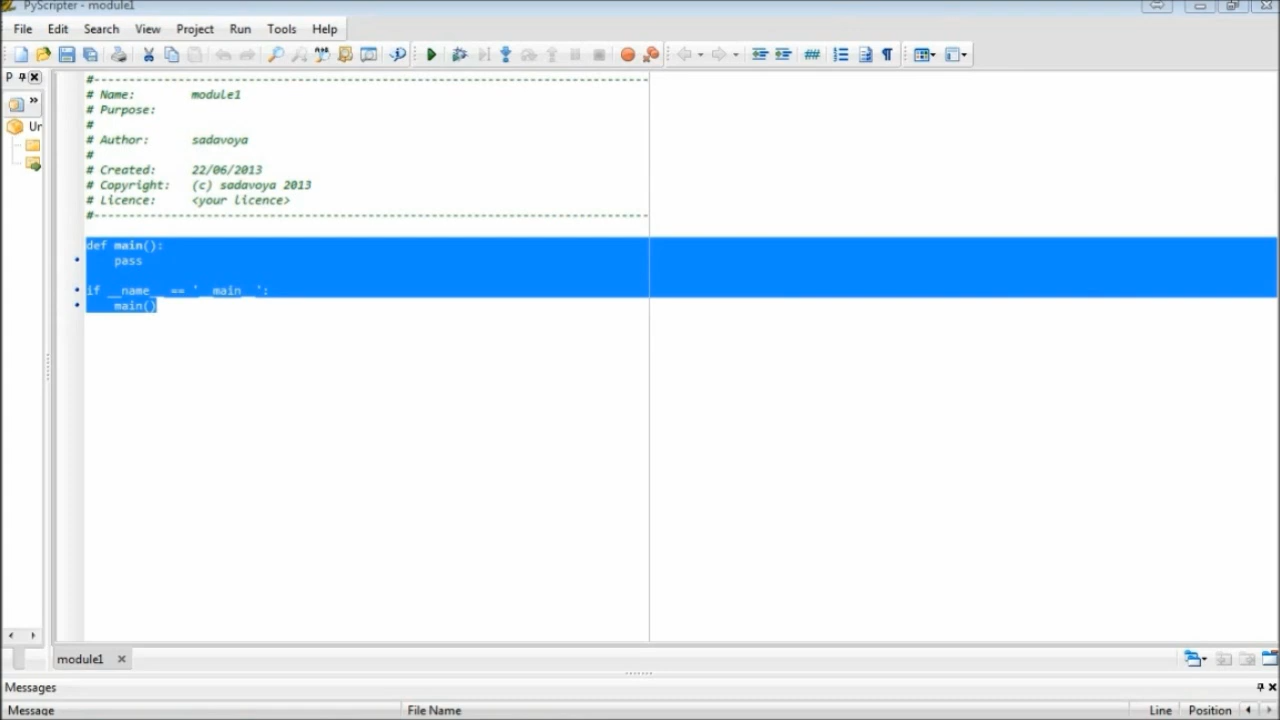 PyScripter - module1
File Edit Search View Project Run Tools Help
P
#-------------------------------------------------------------------------------
# Name:        module1
# Purpose:
#
# Author:      sadavoya
#
# Created:     22/06/2013
# Copyright:   (c) sadavoya 2013
# Licence:     <your licence>
#-------------------------------------------------------------------------------
Ur
def main():
    pass
if __name__ == '__main__':
    main()
module1
Messages
Message File Name Line Position